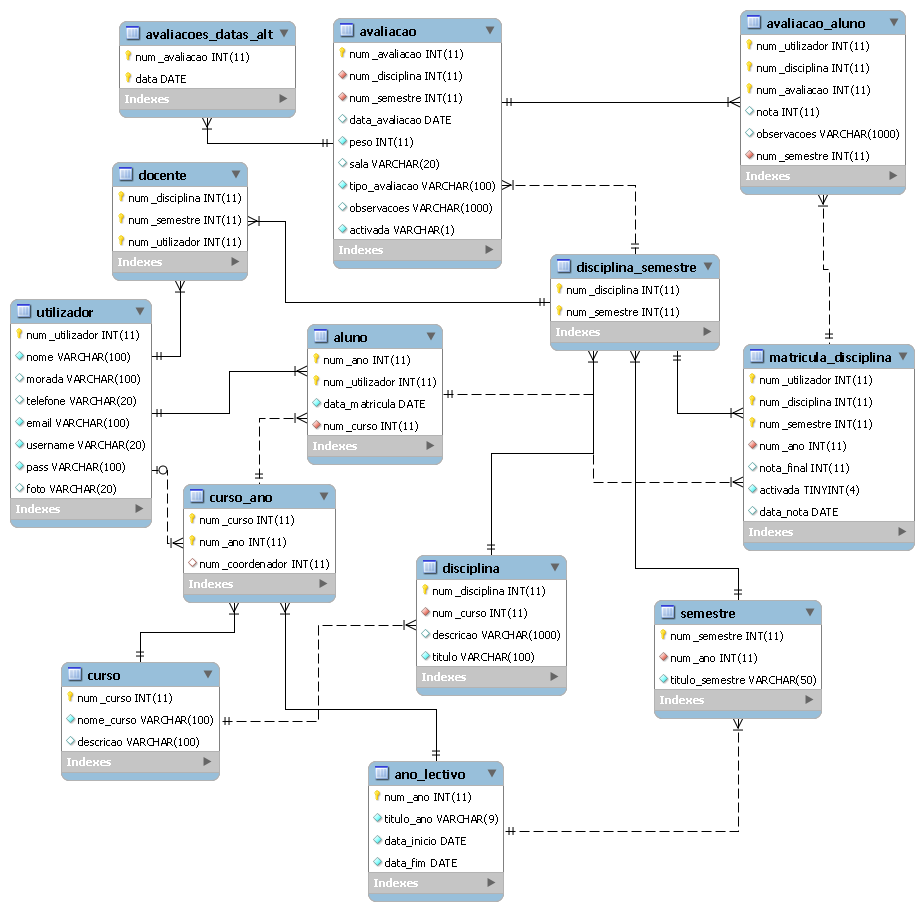 avaliacoes_datas_alt
num_avaliacao INT(11)
data DATE
Indexes
avaliacao
num_avaliacao INT(11)
num_disciplina INT(11)
num_semestre INT(11)
data_avaliacao DATE
peso INT(11)
sala VARCHAR(20)
tipo_avaliacao VARCHAR(100)
observacoes VARCHAR(1000)
activada VARCHAR(1)
Indexes
avaliacao_aluno
num_utilizador INT(11)
num_disciplina INT(11)
num_avaliacao INT(11)
nota INT(11)
observacoes VARCHAR(1000)
num_semestre INT(11)
Indexes
docente
num_disciplina INT(11)
num_semestre INT(11)
num_utilizador INT(11)
Indexes
disciplina_semestre
num_disciplina INT(11)
num_semestre INT(11)
Indexes
utilizador
num_utilizador INT(11)
nome VARCHAR(100)
morada VARCHAR(100)
telefone VARCHAR(20)
email VARCHAR(100)
username VARCHAR(20)
pass VARCHAR(100)
foto VARCHAR(20)
Indexes
aluno
num_ano INT(11)
num_utilizador INT(11)
data_matricula DATE
num_curso INT(11)
Indexes
matricula_disciplina
num_utilizador INT(11)
num_disciplina INT(11)
num_semestre INT(11)
num_ano INT(11)
nota_final INT(11)
activada TINYINT(4)
data_nota DATE
Indexes
curso_ano
num_curso INT(11)
num_ano INT(11)
num_coordenador INT(11)
Indexes
disciplina
num_disciplina INT(11)
num_curso INT(11)
descricao VARCHAR(1000)
titulo VARCHAR(100)
Indexes
semestre
num_semestre INT(11)
num_ano INT(11)
titulo_semestre VARCHAR(50)
Indexes
curso
num_curso INT(11)
nome_curso VARCHAR(100)
descricao VARCHAR(100)
Indexes
ano_lectivo
num_ano INT(11)
titulo_ano VARCHAR(9)
data_inicio DATE
data_fim DATE
Indexes